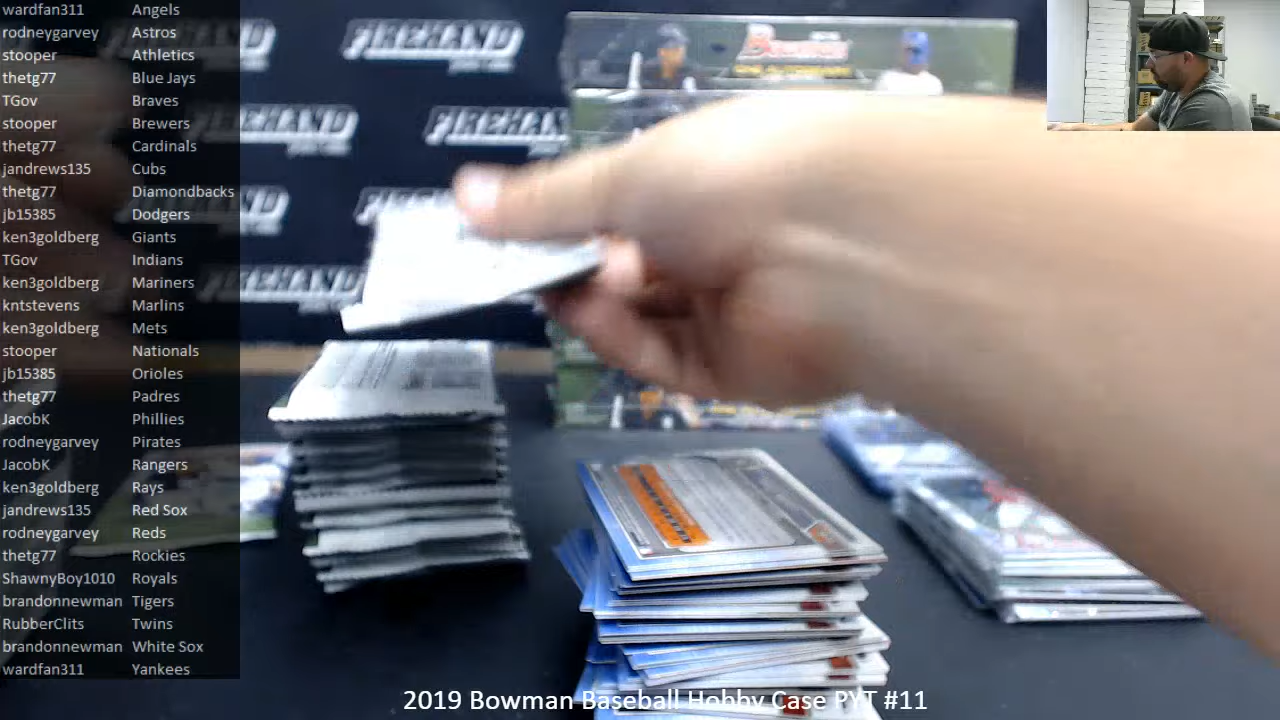 wardfan311 Angels
rodneygarvey Astros
stooper Athletics
thetg77 Blue Jays
TGov Braves
stooper Brewers
thetg77 Cardinals
jandrews135 Cubs
thetg77 Diamondbacks
jb15385 Dodgers
ken3goldberg Giants
TGov Indians
ken3goldberg Mariners
kntstevens Marlins
ken3goldberg Mets
stooper Nationals
jb15385 Orioles
thetg77 Padres
JacobK Phillies
rodneygarvey Pirates
JacobK Rangers
ken3goldberg Rays
jandrews135 Red Sox
rodneygarvey Reds
thetg77 Rockies
ShawnyBoy1010 Royals
brandonnewman Tigers
RubberClits Twins
brandonnewman White Sox
wardfan311 Yankees
FIREHAND
FIREHAND
FIREHAN
FIREHAND
Bowman
2019 Bowman Baseball Hobby Case PYT #11